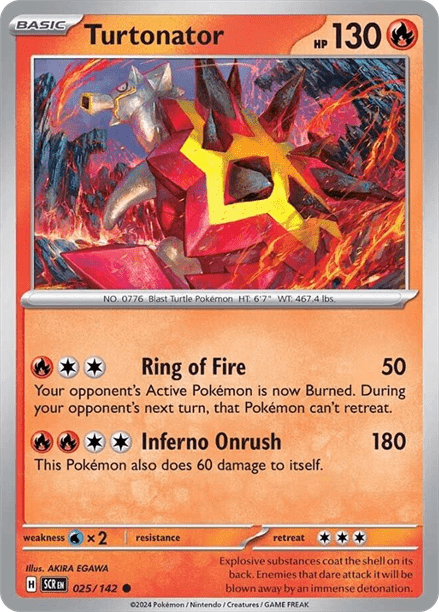 BASIC
Turtonator HP 130
NO. 0776 Blast Turtle Pokémon HT: 6'7" WT: 467.4 lbs.
Ring of Fire 50
Your opponent's Active Pokémon is now Burned. During
your opponent's next turn, that Pokémon can't retreat.
Inferno Onrush 180
This Pokémon also does 60 damage to itself.
weakness ×2 resistance retreat
Illus. AKIRA EGAWA
Explosive substances coat the shell on its
back. Enemies that dare attack it will be
blown away by an immense detonation.
H SCR EN 025/142
©2024 Pokémon / Nintendo / Creatures / GAME FREAK